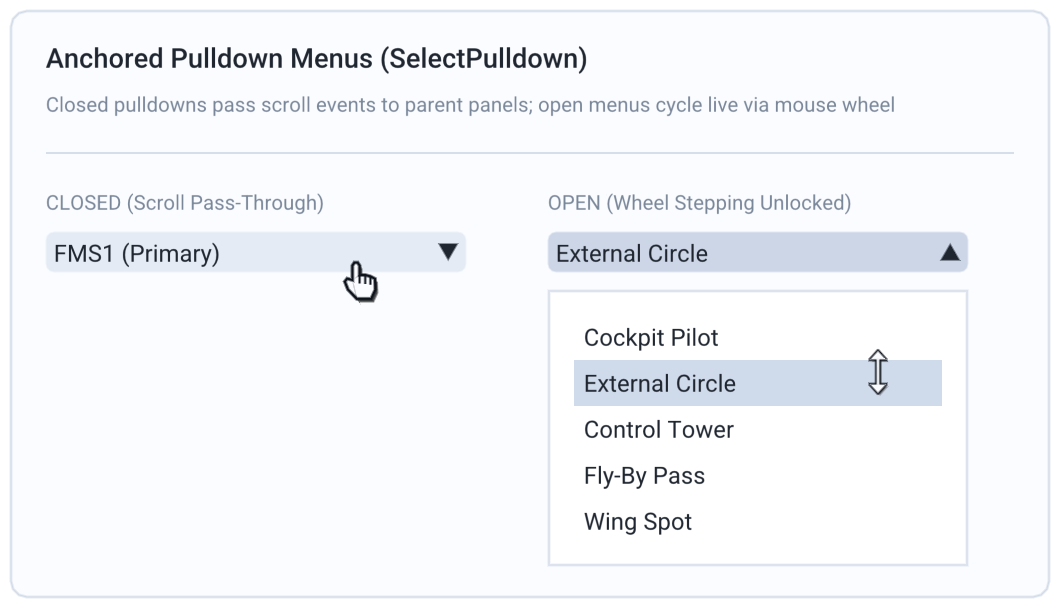 Anchored Pulldown Menus (SelectPulldown)
Closed pulldowns pass scroll events to parent panels; open menus cycle live via mouse wheel
CLOSED (Scroll Pass-Through)
FMS1 (Primary)
OPEN (Wheel Stepping Unlocked)
External Circle
Cockpit Pilot
External Circle
Control Tower
Fly-By Pass
Wing Spot